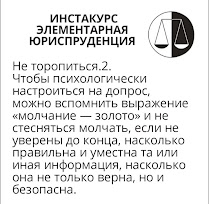 ИНСТАКУРС
ЭЛЕМЕНТАРНАЯ
ЮРИСПРУДЕНЦИЯ
Не торопиться.2.
Чтобы психологически
настроиться на допрос,
можно вспомнить выражение
«молчание — золото» и не
стесняться молчать, если не
уверены до конца, насколько
правильна и уместна та или
иная информация, насколько
она не только верна, но и
безопасна.